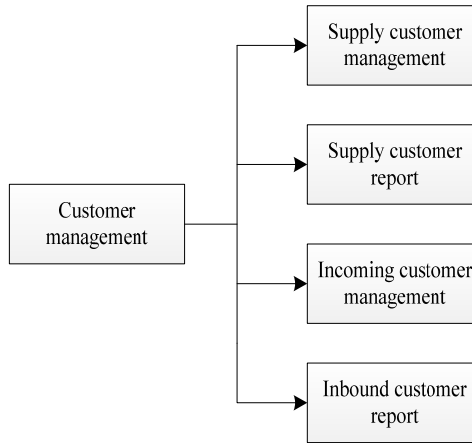 Supply customer
management
Supply customer
report
Customer
management
Incoming customer
management
Inbound customer
report